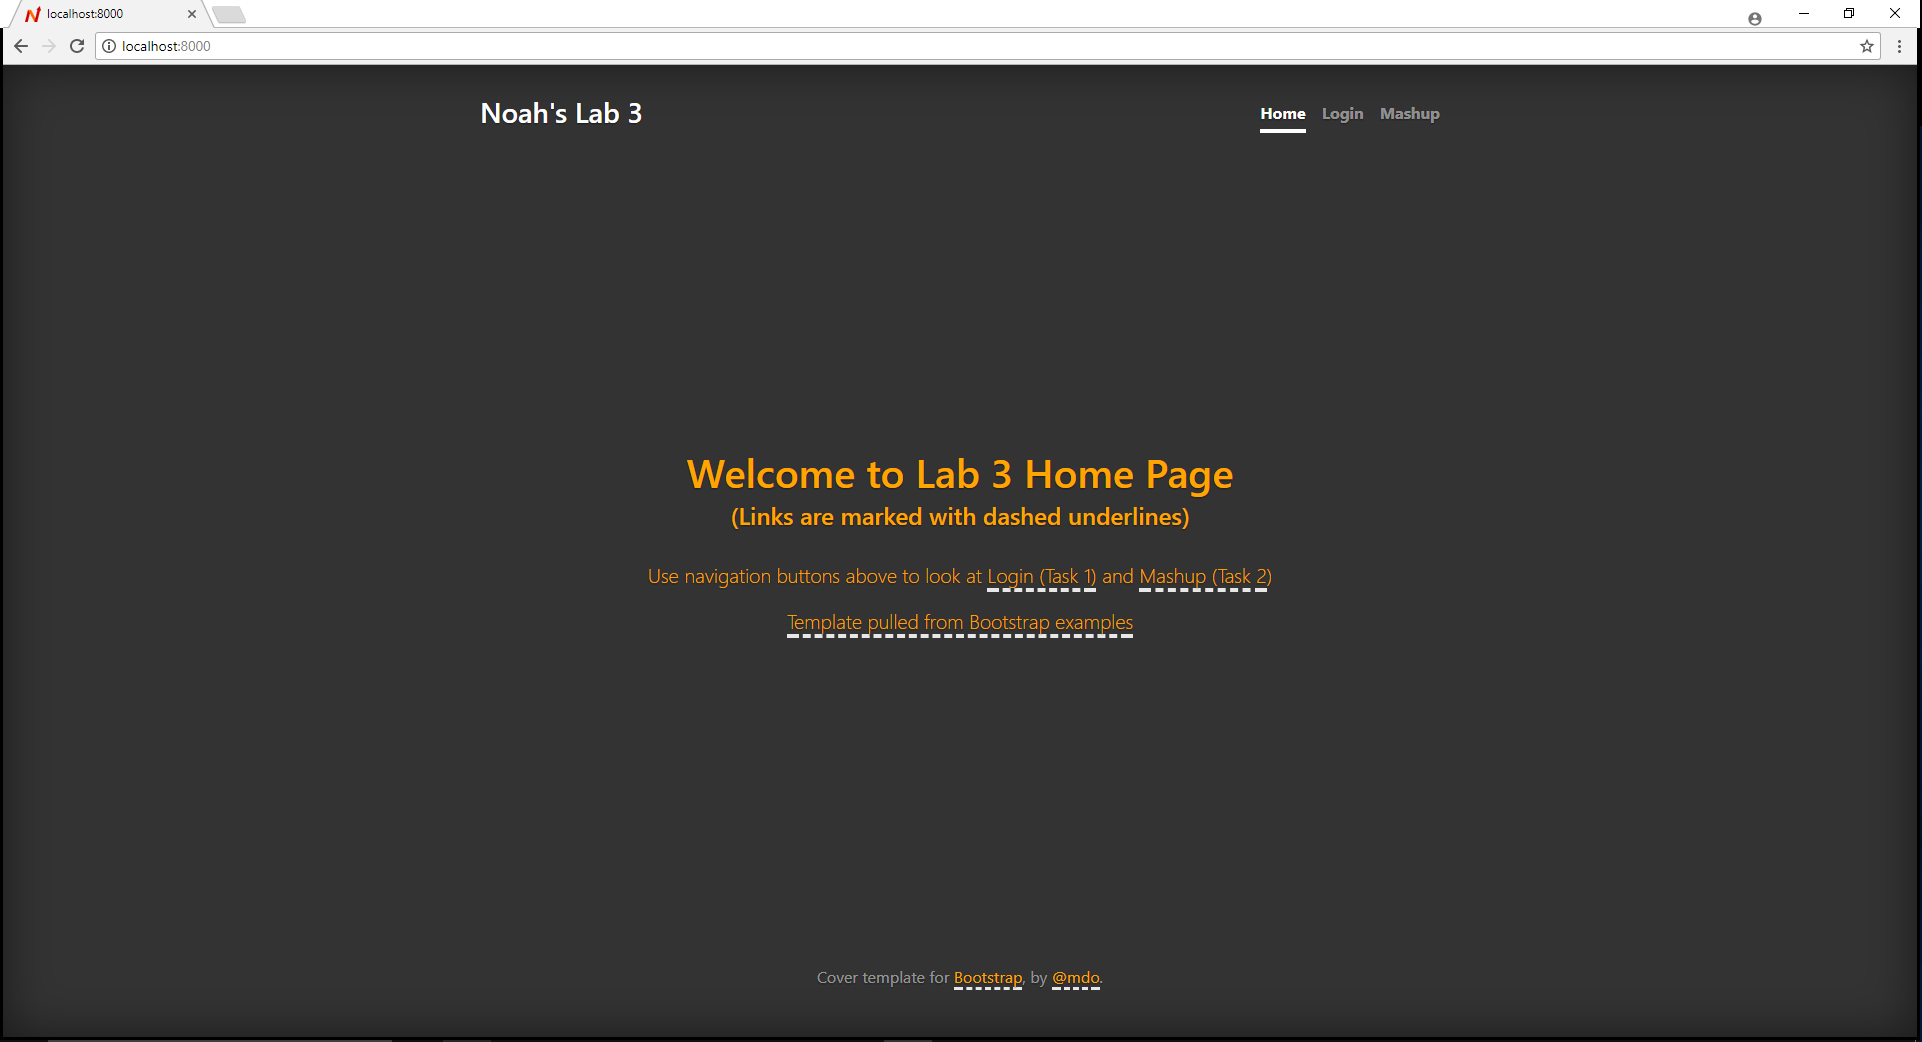 localhost:8000
localhost:8000
Noah's Lab 3
Home Login Mashup
Welcome to Lab 3 Home Page
(Links are marked with dashed underlines)
Use navigation buttons above to look at Login (Task 1) and Mashup (Task 2)
Template pulled from Bootstrap examples
Cover template for Bootstrap, by @mdo.